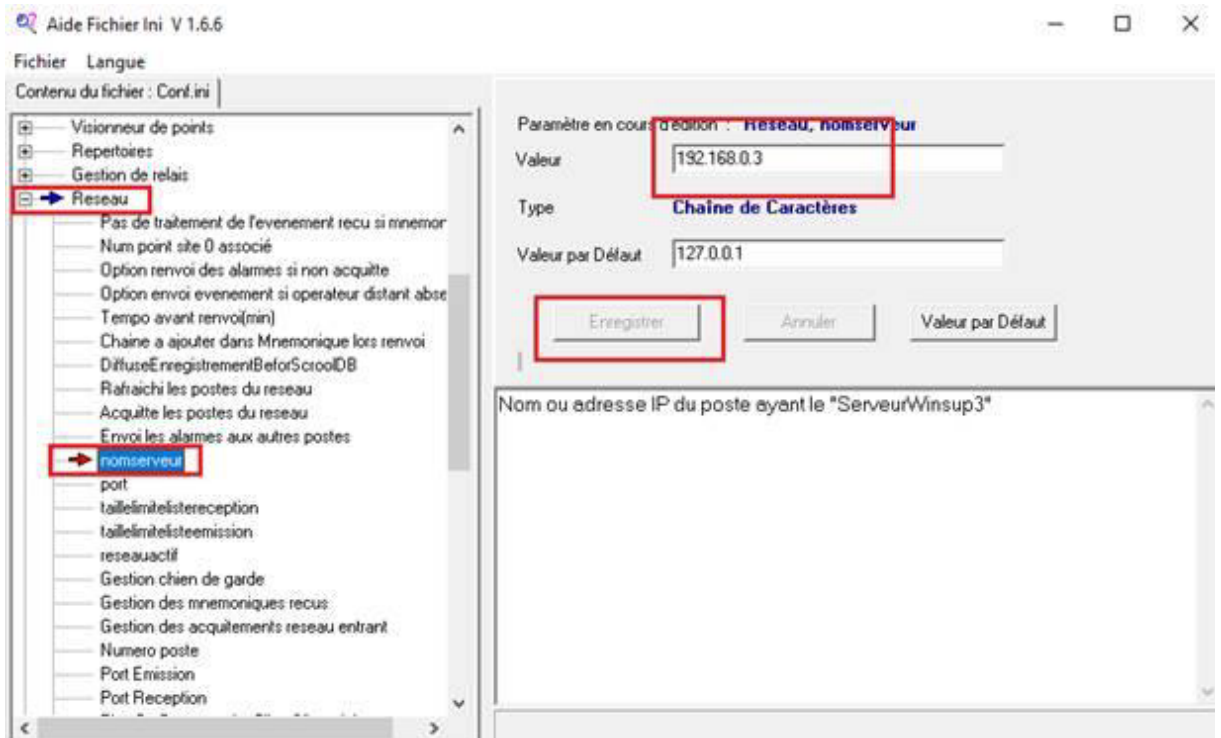 Aide Fichier Ini V 1.6.6
Fichier Langue
Contenu du fichier : Conf.ini
Visionneur de points
Repertoires
Gestion de relais
Reseau
Pas de traitement de l'evenement recu si mnemor
Num point site 0 associé
Option renvoi des alarmes si non acquitte
Option envoi evenement si operateur distant abse
Tempo avant renvoi(min)
Chaine a ajouter dans Mnemonique lors renvoi
DiffuseEnregistrementBeforScroolDB
Rafraichi les postes du reseau
Acquitte les postes du reseau
Envoi les alarmes aux autres postes
nomserveur
port
taillelimitelistereception
taillelimitelisteemission
reseauactif
Gestion chien de garde
Gestion des mnemoniques recus
Gestion des acquitements reseau entrant
Numero poste
Port Emission
Port Reception
Paramètre en cours d'edition : Reseau, nomserveur
Valeur 192.168.0.3
Type Chaîne de Caractères
Valeur par Défaut 127.0.0.1
Enregistrer Annuler Valeur par Défaut
Nom ou adresse IP du poste ayant le "ServeurWinsup3"